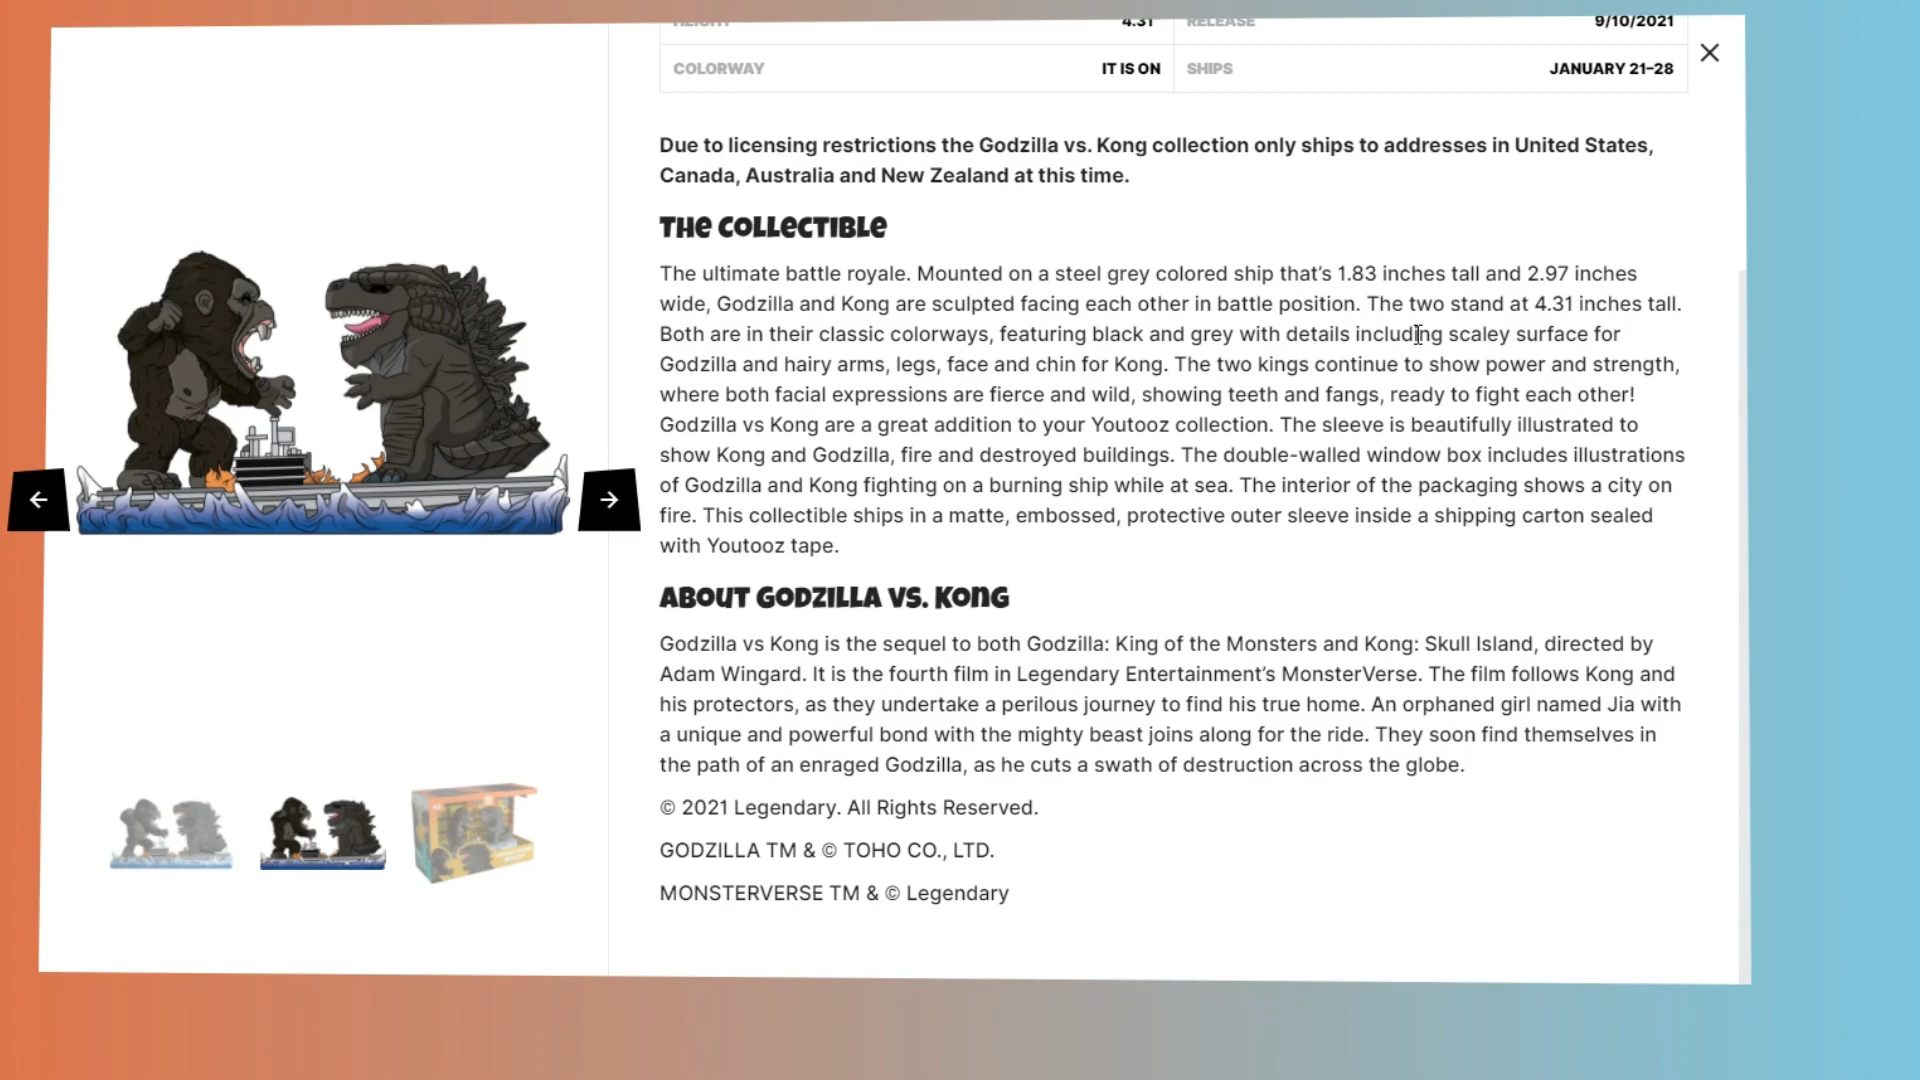 HEIGHT 4.31 RELEASE 9/10/2021
COLORWAY IT IS ON SHIPS JANUARY 21–28
Due to licensing restrictions the Godzilla vs. Kong collection only ships to addresses in United States,
Canada, Australia and New Zealand at this time.
THE COLLECTIBLE
The ultimate battle royale. Mounted on a steel grey colored ship that’s 1.83 inches tall and 2.97 inches
wide, Godzilla and Kong are sculpted facing each other in battle position. The two stand at 4.31 inches tall.
Both are in their classic colorways, featuring black and grey with details including scaley surface for
Godzilla and hairy arms, legs, face and chin for Kong. The two kings continue to show power and strength,
where both facial expressions are fierce and wild, showing teeth and fangs, ready to fight each other!
Godzilla vs Kong are a great addition to your Youtooz collection. The sleeve is beautifully illustrated to
show Kong and Godzilla, fire and destroyed buildings. The double-walled window box includes illustrations
of Godzilla and Kong fighting on a burning ship while at sea. The interior of the packaging shows a city on
fire. This collectible ships in a matte, embossed, protective outer sleeve inside a shipping carton sealed
with Youtooz tape.
ABOUT GODZILLA VS. KONG
Godzilla vs Kong is the sequel to both Godzilla: King of the Monsters and Kong: Skull Island, directed by
Adam Wingard. It is the fourth film in Legendary Entertainment’s MonsterVerse. The film follows Kong and
his protectors, as they undertake a perilous journey to find his true home. An orphaned girl named Jia with
a unique and powerful bond with the mighty beast joins along for the ride. They soon find themselves in
the path of an enraged Godzilla, as he cuts a swath of destruction across the globe.
© 2021 Legendary. All Rights Reserved.
GODZILLA TM & © TOHO CO., LTD.
MONSTERVERSE TM & © Legendary